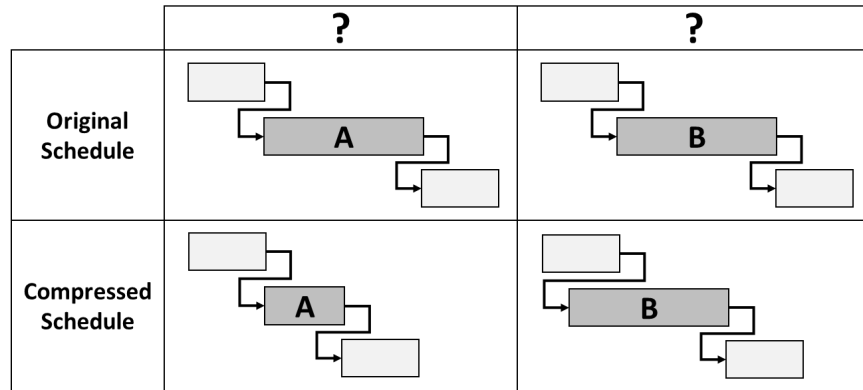 ? ?
Original
Schedule
A
B
Compressed
Schedule
A
B